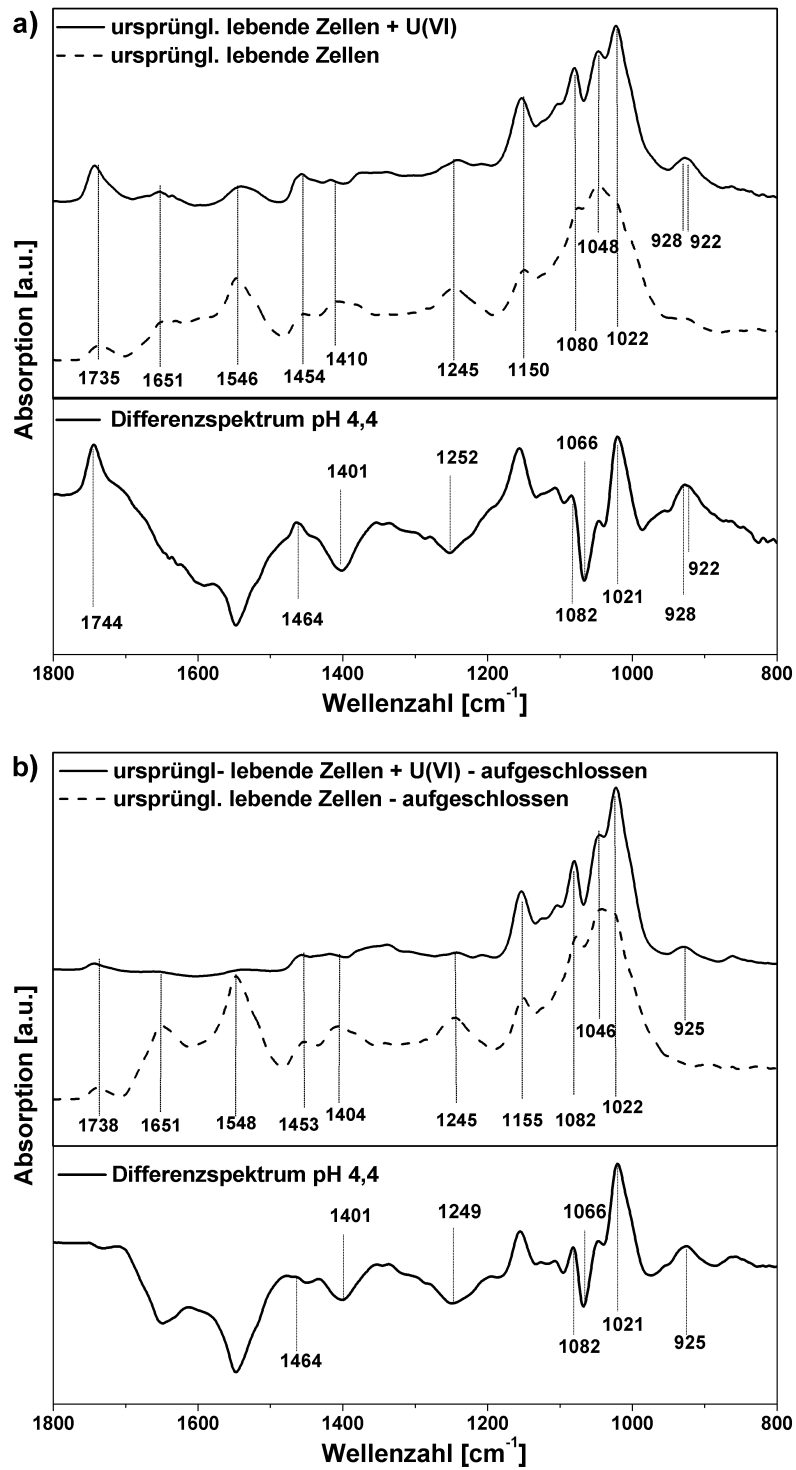 a)
ursprüngl. lebende Zellen + U(VI)
ursprüngl. lebende Zellen
Absorption [a.u.]
1735 1651 1546 1454 1410 1245 1150 1080 1048 1022 928 922
Differenzspektrum pH 4,4
1744 1464 1401 1252 1082 1066 1021 928 922
1800 1600 1400 1200 1000 800
Wellenzahl [cm⁻¹]
b)
ursprüngl- lebende Zellen + U(VI) - aufgeschlossen
ursprüngl. lebende Zellen - aufgeschlossen
Absorption [a.u.]
1738 1651 1548 1453 1404 1245 1155 1082 1046 1022 925
Differenzspektrum pH 4,4
1464 1401 1249 1082 1066 1021 925
1800 1600 1400 1200 1000 800
Wellenzahl [cm⁻¹]